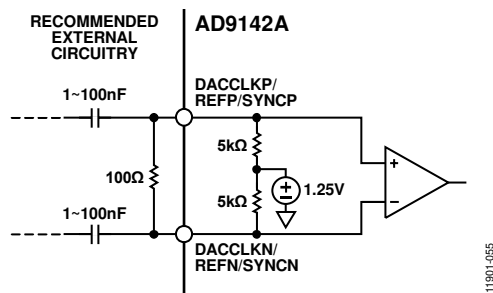 RECOMMENDED
EXTERNAL
CIRCUITRY
AD9142A
1~100nF
DACCLKP/
REFP/SYNCP
5kΩ
100Ω
+
−
1.25V
+
−
5kΩ
1~100nF
DACCLKN/
REFN/SYNCN
11901-055